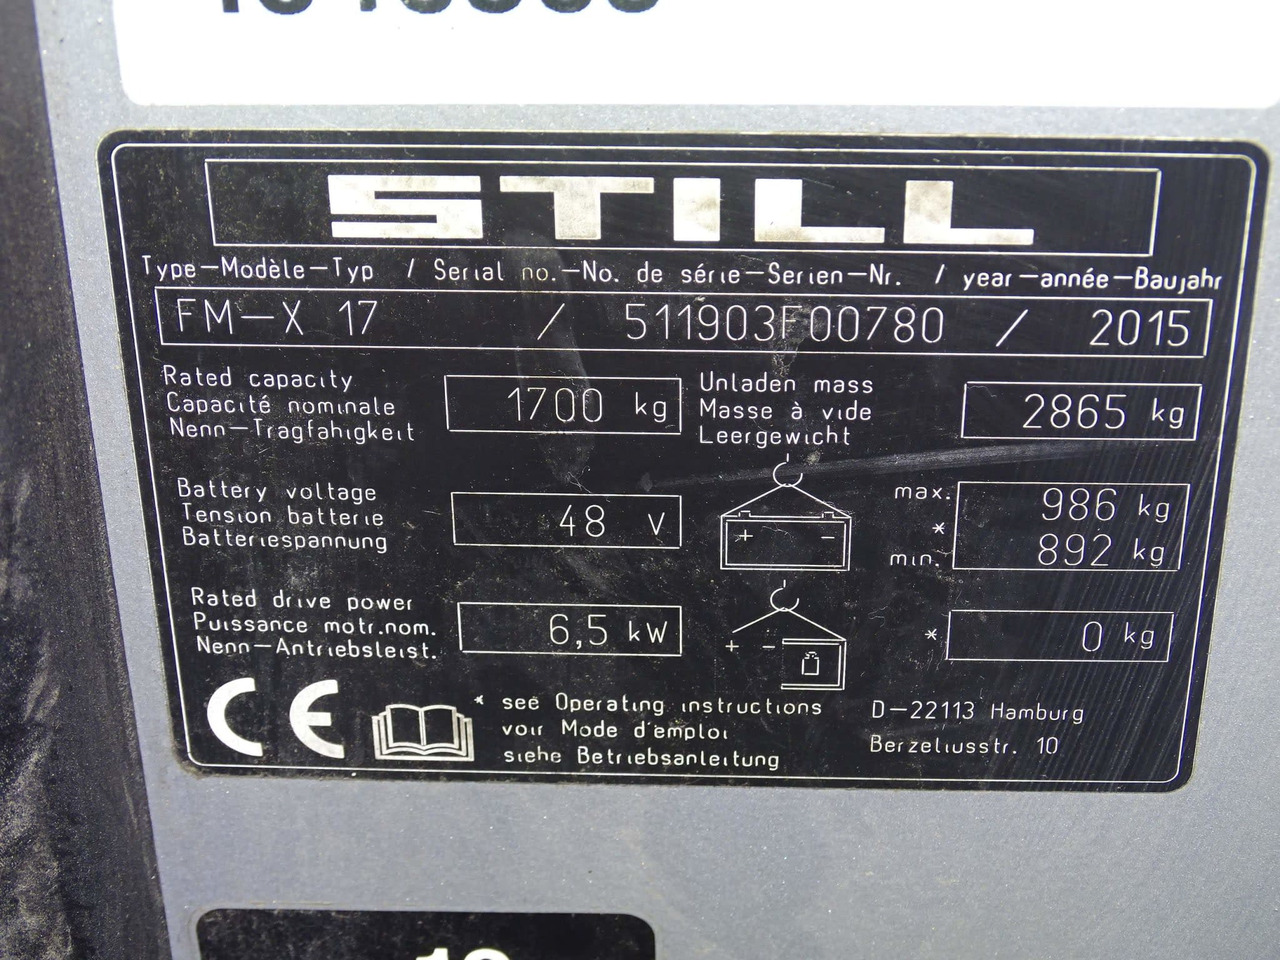 STILL
Type-Modèle-Typ / Serial no.-No. de série-Serien-Nr. / year-année-Baujahr
FM-X 17 / 511903F00780 / 2015
Rated capacity
Capacité nominale
Nenn-Tragfähigkeit
1700 kg
Unladen mass
Masse à vide
Leergewicht
2865 kg
Battery voltage
Tension batterie
Batteriespannung
48 V
+ -
max. 986 kg
*
min. 892 kg
Rated drive power
Puissance motr.nom.
Nenn-Antriebsleist.
6,5 kW
+ -
* 0 kg
CE
* see Operating instructions
voir Mode d'emploi
siehe Betriebsanleitung
D-22113 Hamburg
Berzeliusstr. 10